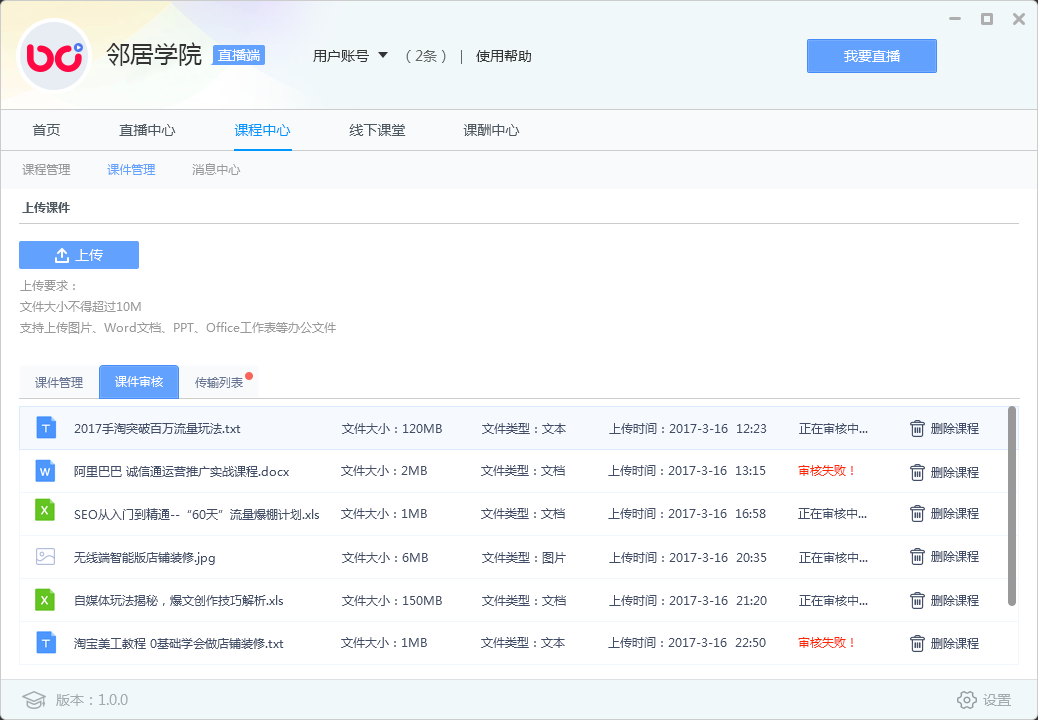 邻居学院 直播端 用户账号 （2条） | 使用帮助 我要直播
首页 直播中心 课程中心 线下课堂 课酬中心
课程管理 课件管理 消息中心
上传课件
上传
上传要求：
文件大小不得超过10M
支持上传图片、Word文档、PPT、Office工作表等办公文件
课件管理 课件审核 传输列表
T 2017手淘突破百万流量玩法.txt 文件大小：120MB 文件类型：文本 上传时间：2017-3-16 12:23 正在审核中... 删除课程
W 阿里巴巴 诚信通运营推广实战课程.docx 文件大小：2MB 文件类型：文档 上传时间：2017-3-16 13:15 审核失败！ 删除课程
X SEO从入门到精通--“60天”流量爆棚计划.xls 文件大小：1MB 文件类型：文档 上传时间：2017-3-16 16:58 正在审核中... 删除课程
无线端智能版店铺装修.jpg 文件大小：6MB 文件类型：图片 上传时间：2017-3-16 20:35 正在审核中... 删除课程
X 自媒体玩法揭秘，爆文创作技巧解析.xls 文件大小：150MB 文件类型：文档 上传时间：2017-3-16 21:20 正在审核中... 删除课程
T 淘宝美工教程 0基础学会做店铺装修.txt 文件大小：1MB 文件类型：文本 上传时间：2017-3-16 22:50 审核失败！ 删除课程
版本：1.0.0 设置